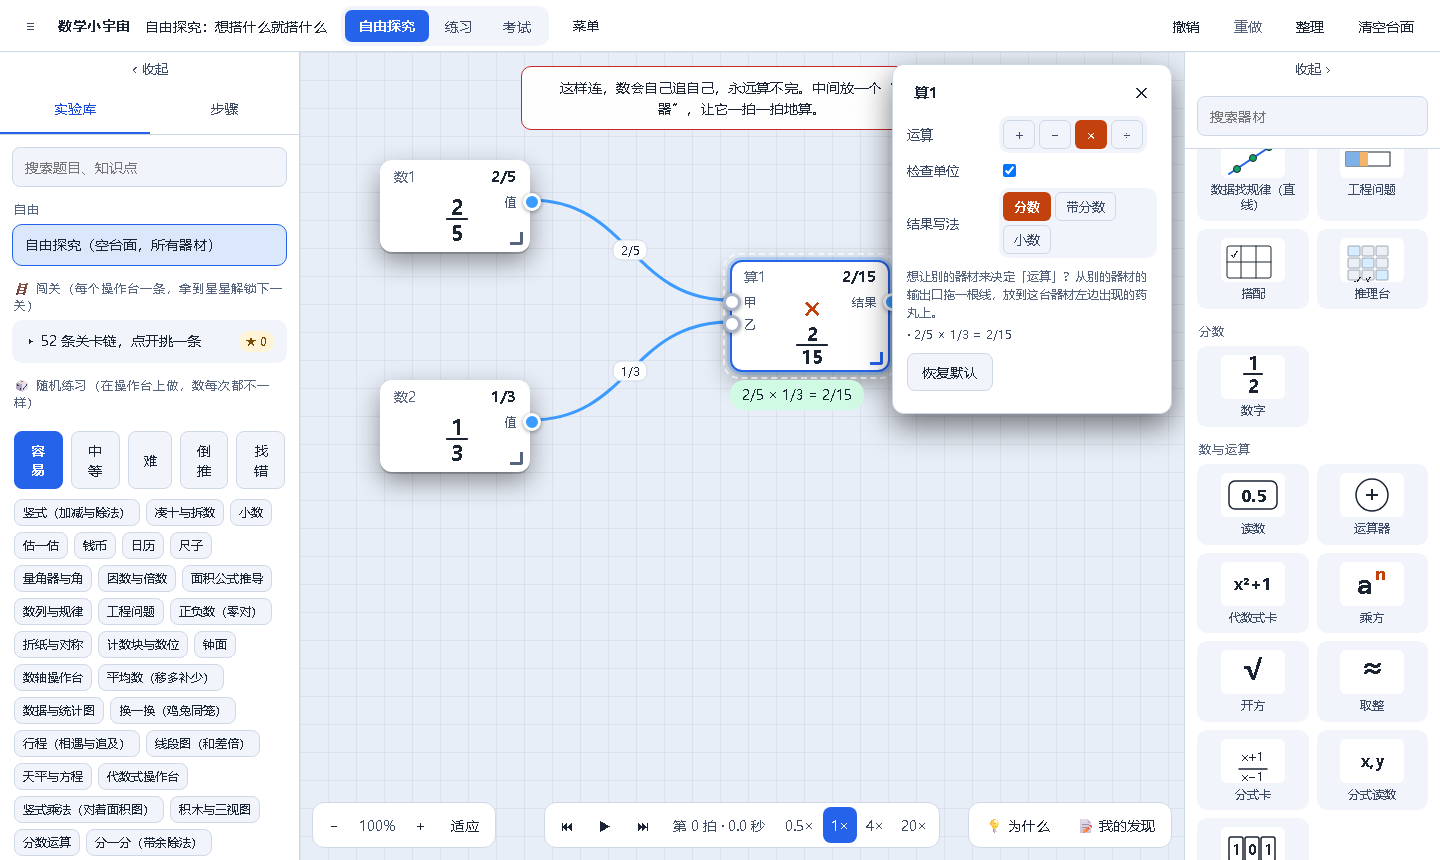 ≡ 数学小宇宙 自由探究：想搭什么就搭什么 自由探究 练习 考试 菜单 撤销 重做 整理 清空台面
‹ 收起
实验库 步骤
搜索题目、知识点
自由
自由探究（空台面，所有器材）
🪜 闯关（每个操作台一条，拿到星星解锁下一
关）
▸ 52 条关卡链，点开挑一条 ★ 0
🎲 随机练习（在操作台上做，数每次都不一
样）
容易 中等 难 倒推 找错
竖式（加减与除法） 凑十与拆数 小数
估一估 钱币 日历 尺子
量角器与角 因数与倍数 面积公式推导
数列与规律 工程问题 正负数（零对）
折纸与对称 计数块与数位 钟面
数轴操作台 平均数（移多补少）
数据与统计图 换一换（鸡兔同笼）
行程（相遇与追及） 线段图（和差倍）
天平与方程 代数式操作台
竖式乘法（对着面积图） 积木与三视图
分数运算 分一分（带余除法）
这样连，数会自己追自己，永远算不完。中间放一个
器”，让它一拍一拍地算。
数1 2/5
值
2
5
2/5
数2 1/3
值
1
3
1/3
算1 2/15
甲 × 结果
乙
2
15
2/5 × 1/3 = 2/15
算1 ✕
运算 + − × ÷
检查单位
结果写法 分数 带分数
小数
想让别的器材来决定「运算」？从别的器材的
输出口拖一根线，放到这台器材左边出现的药
丸上。
· 2/5 × 1/3 = 2/15
恢复默认
− 100% + 适应
⏮ ▶ ⏭ 第 0 拍 · 0.0 秒 0.5× 1× 4× 20×
💡 为什么 📝 我的发现
收起 ›
搜索器材
数据找规律（直
线） 工程问题
搭配 推理台
分数
1
2
数字
数与运算
0.5 +
读数 运算器
x²+1 aⁿ
代数式卡 乘方
√ ≈
开方 取整
x+1
x−1 x,y
分式卡 分式读数
1 0 1